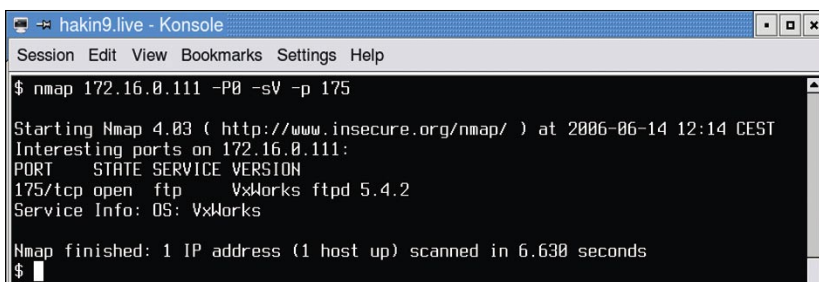 hakin9.live - Konsole
Session Edit View Bookmarks Settings Help
$ nmap 172.16.0.111 -P0 -sV -p 175
Starting Nmap 4.03 ( http://www.insecure.org/nmap/ ) at 2006-06-14 12:14 CEST
Interesting ports on 172.16.0.111:
PORT    STATE SERVICE VERSION
175/tcp open  ftp     VxWorks ftpd 5.4.2
Service Info: OS: VxWorks
Nmap finished: 1 IP address (1 host up) scanned in 6.630 seconds
$